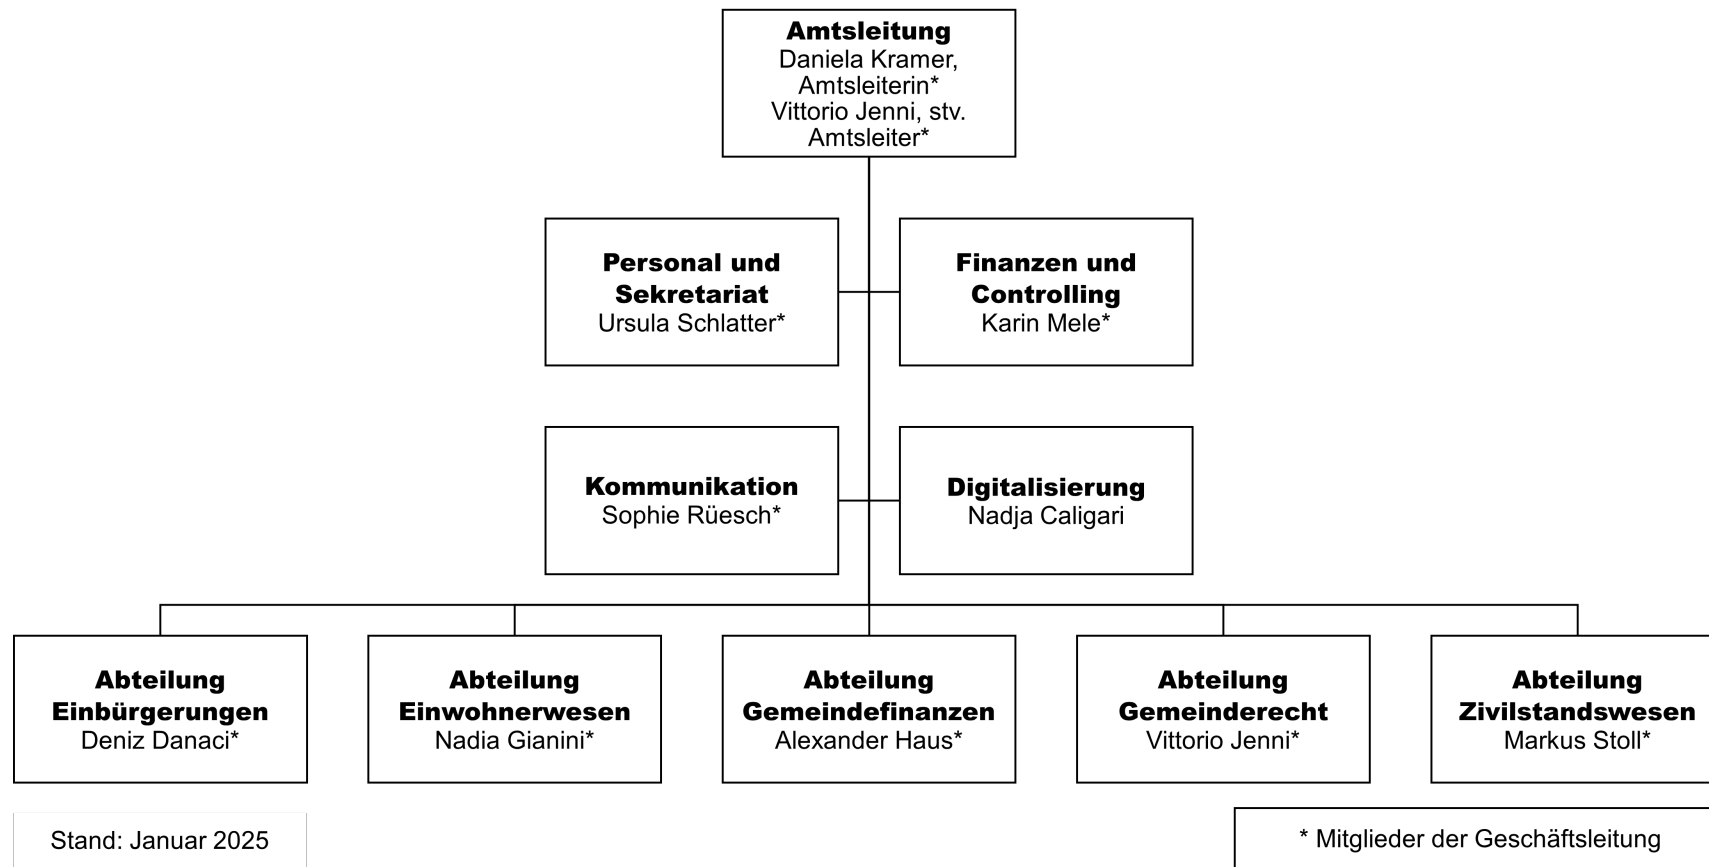 Amtsleitung
Daniela Kramer,
Amtsleiterin*
Vittorio Jenni, stv.
Amtsleiter*
Personal und
Sekretariat
Ursula Schlatter*
Finanzen und
Controlling
Karin Mele*
Kommunikation
Sophie Rüesch*
Digitalisierung
Nadja Caligari
Abteilung
Einbürgerungen
Deniz Danaci*
Abteilung
Einwohnerwesen
Nadia Gianini*
Abteilung
Gemeindefinanzen
Alexander Haus*
Abteilung
Gemeinderecht
Vittorio Jenni*
Abteilung
Zivilstandswesen
Markus Stoll*
Stand: Januar 2025
* Mitglieder der Geschäftsleitung